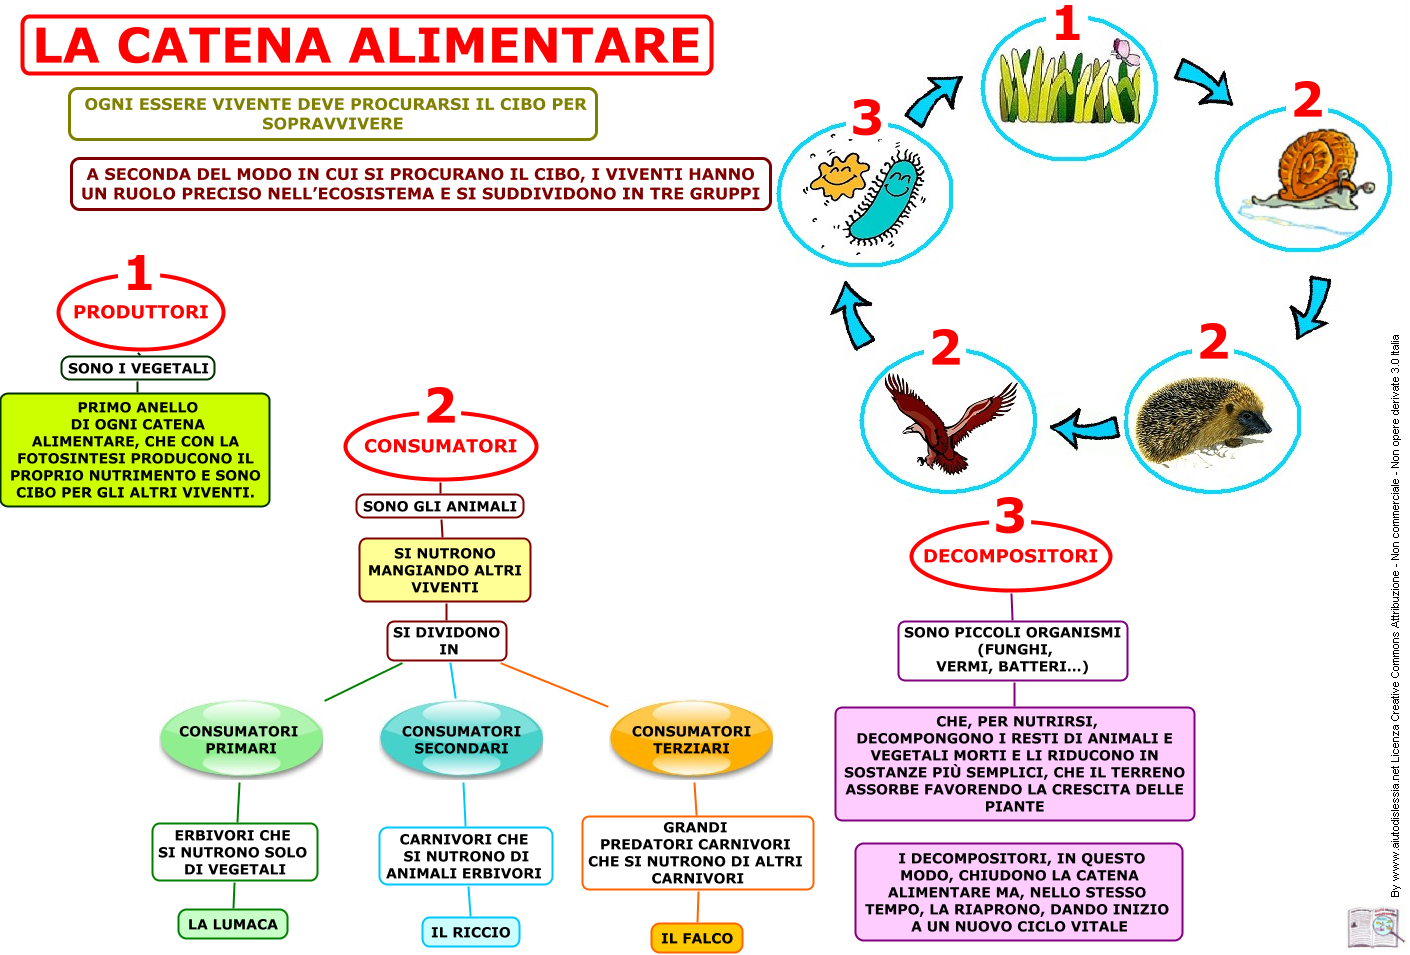 LA CATENA ALIMENTARE
OGNI ESSERE VIVENTE DEVE PROCURARSI IL CIBO PER
SOPRAVVIVERE
A SECONDA DEL MODO IN CUI SI PROCURANO IL CIBO, I VIVENTI HANNO
UN RUOLO PRECISO NELL'ECOSISTEMA E SI SUDDIVIDONO IN TRE GRUPPI
1
2
3
2
2
1
PRODUTTORI
SONO I VEGETALI
PRIMO ANELLO
DI OGNI CATENA
ALIMENTARE, CHE CON LA
FOTOSINTESI PRODUCONO IL
PROPRIO NUTRIMENTO E SONO
CIBO PER GLI ALTRI VIVENTI.
2
CONSUMATORI
SONO GLI ANIMALI
SI NUTRONO
MANGIANDO ALTRI
VIVENTI
SI DIVIDONO
IN
CONSUMATORI
PRIMARI
ERBIVORI CHE
SI NUTRONO SOLO
DI VEGETALI
LA LUMACA
CONSUMATORI
SECONDARI
CARNIVORI CHE
SI NUTRONO DI
ANIMALI ERBIVORI
IL RICCIO
CONSUMATORI
TERZIARI
GRANDI
PREDATORI CARNIVORI
CHE SI NUTRONO DI ALTRI
CARNIVORI
IL FALCO
3
DECOMPOSITORI
SONO PICCOLI ORGANISMI
(FUNGHI,
VERMI, BATTERI...)
CHE, PER NUTRIRSI,
DECOMPONGONO I RESTI DI ANIMALI E
VEGETALI MORTI E LI RIDUCONO IN
SOSTANZE PIÙ SEMPLICI, CHE IL TERRENO
ASSORBE FAVORENDO LA CRESCITA DELLE
PIANTE
I DECOMPOSITORI, IN QUESTO
MODO, CHIUDONO LA CATENA
ALIMENTARE MA, NELLO STESSO
TEMPO, LA RIAPRONO, DANDO INIZIO
A UN NUOVO CICLO VITALE
By www.aiutodislessia.net Licenza Creative Commons Attribuzione - Non commerciale - Non opere derivate 3.0 Italia